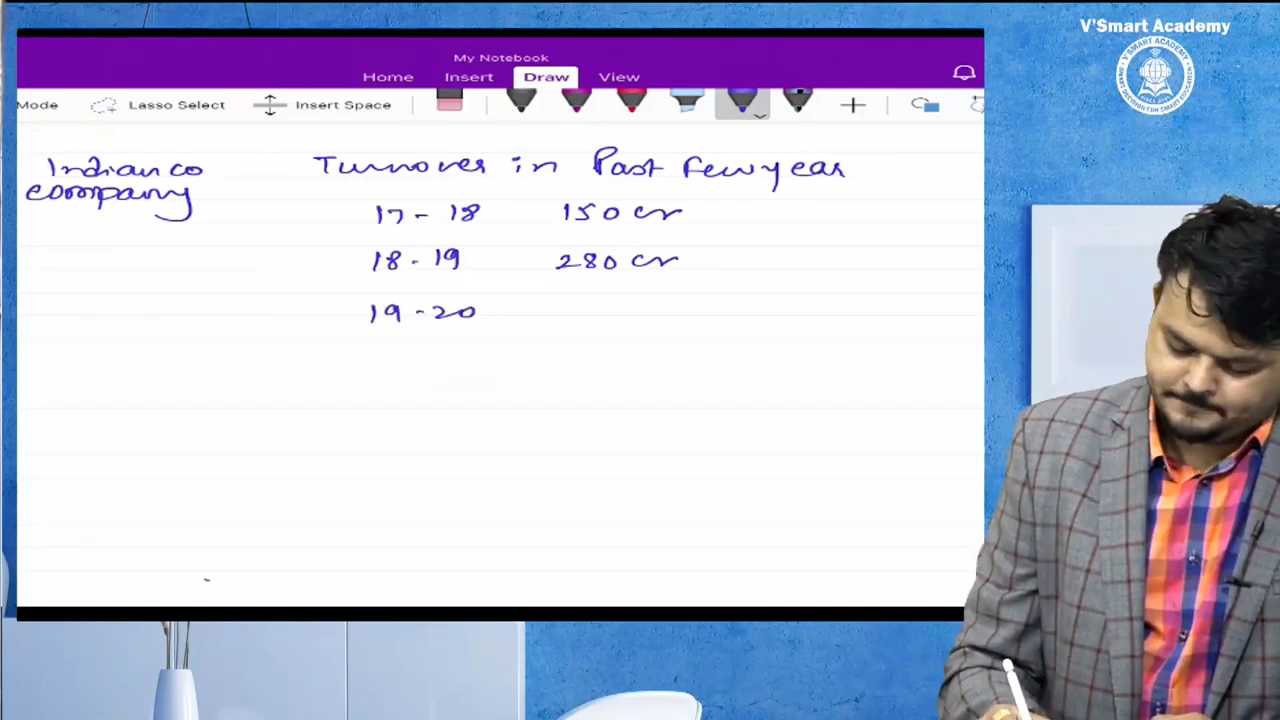 V'Smart Academy
My Notebook
Home Insert Draw View
Mode Lasso Select Insert Space
Indian co Turnover in Past few year
company
17 - 18 150 cr
18 - 19 280 cr
19 - 20